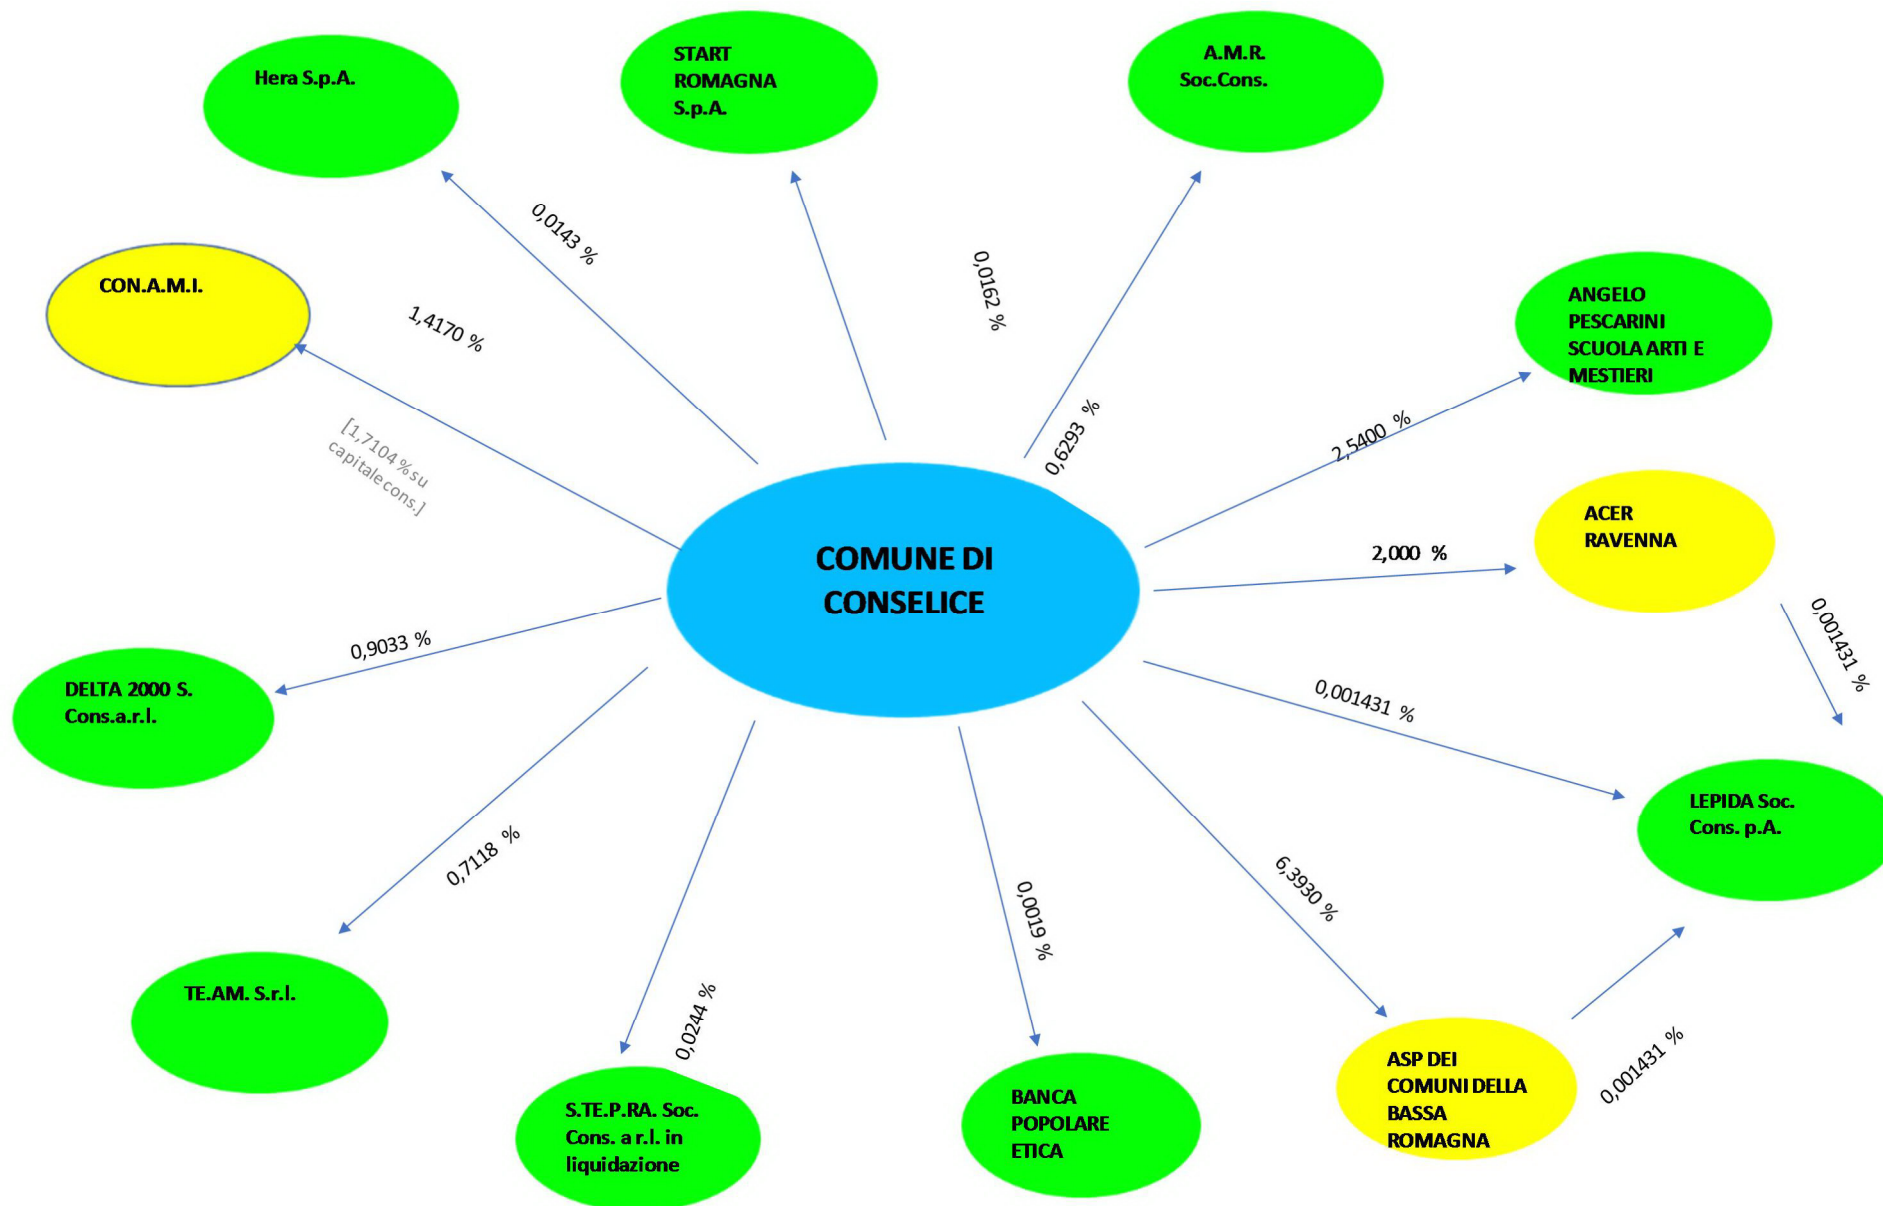 Hera S.p.A.
START
ROMAGNA
S.p.A.
A.M.R.
Soc.Cons.
0,0143 %
0,0162 %
CON.A.M.I.
1,4170 %
ANGELO
PESCARINI
SCUOLA ARTI E
MESTIERI
[1,7104%su
capitale cons.]
0,6293 %
2,5400 %
ACER
RAVENNA
2,000 %
COMUNE DI
CONSELICE
0,9033 %
0,001431 %
DELTA 2000 S.
Cons.a.r.l.
0,001431 %
LEPIDA Soc.
Cons. p.A.
0,7118 %
0,0019 %
6,3930 %
TE.AM. S.r.l.
0,0244 %
0,001431 %
S.TE.P.RA. Soc.
Cons. a r.l. in
liquidazione
BANCA
POPOLARE
ETICA
ASP DEI
COMUNI DELLA
BASSA
ROMAGNA